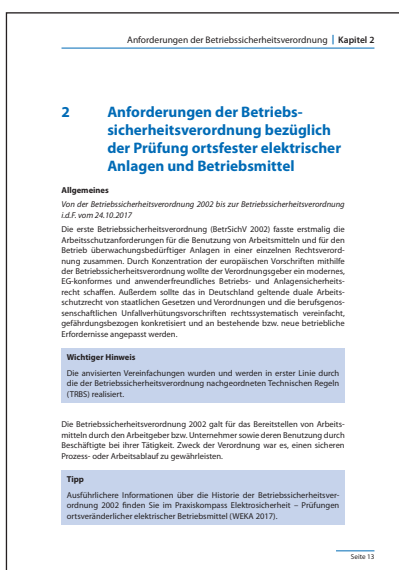 Anforderungen der Betriebssicherheitsverordnung | Kapitel 2
2 Anforderungen der Betriebs-
sicherheitsverordnung bezüglich
der Prüfung ortsfester elektrischer
Anlagen und Betriebsmittel
Allgemeines
Von der Betriebssicherheitsverordnung 2002 bis zur Betriebssicherheitsverordnung
i.d.F. vom 24.10.2017
Die erste Betriebssicherheitsverordnung (BetrSichV 2002) fasste erstmalig die
Arbeitsschutzanforderungen für die Benutzung von Arbeitsmitteln und für den
Betrieb überwachungsbedürftiger Anlagen in einer einzelnen Rechtsverord-
nung zusammen. Durch Konzentration der europäischen Vorschriften mithilfe
der Betriebssicherheitsverordnung wollte der Verordnungsgeber ein modernes,
EG-konformes und anwenderfreundliches Betriebs- und Anlagensicherheits-
recht schaffen. Außerdem sollte das in Deutschland geltende duale Arbeits-
schutzrecht von staatlichen Gesetzen und Verordnungen und die berufsgenos-
senschaftlichen Unfallverhütungsvorschriften rechtssystematisch vereinfacht,
gefährdungsbezogen konkretisiert und an bestehende bzw. neue betriebliche
Erfordernisse angepasst werden.
Wichtiger Hinweis
Die anvisierten Vereinfachungen wurden und werden in erster Linie durch
die der Betriebssicherheitsverordnung nachgeordneten Technischen Regeln
(TRBS) realisiert.
Die Betriebssicherheitsverordnung 2002 galt für das Bereitstellen von Arbeits-
mitteln durch den Arbeitgeber bzw. Unternehmer sowie deren Benutzung durch
Beschäftigte bei ihrer Tätigkeit. Zweck der Verordnung war es, einen sicheren
Prozess- oder Arbeitsablauf zu gewährleisten.
Tipp
Ausführlichere Informationen über die Historie der Betriebssicherheitsver-
ordnung 2002 finden Sie im Praxiskompass Elektrosicherheit – Prüfungen
ortsveränderlicher elektrischer Betriebsmittel (WEKA 2017).
Seite 13